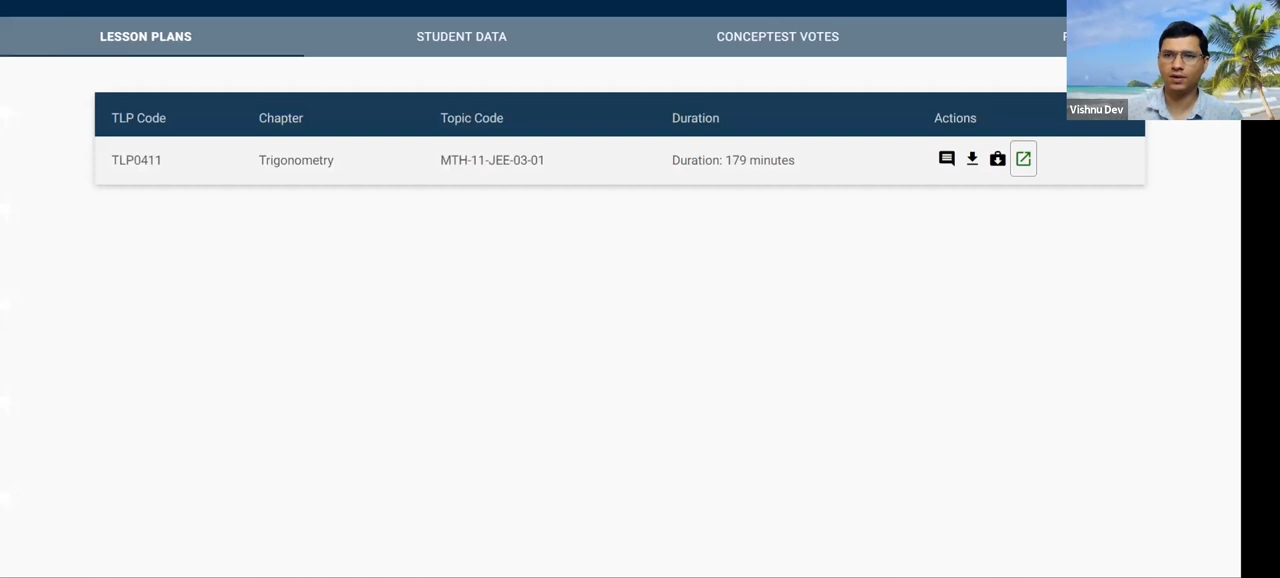 LESSON PLANS STUDENT DATA CONCEPTEST VOTES
Vishnu Dev
TLP Code Chapter Topic Code Duration Actions
TLP0411 Trigonometry MTH-11-JEE-03-01 Duration: 179 minutes